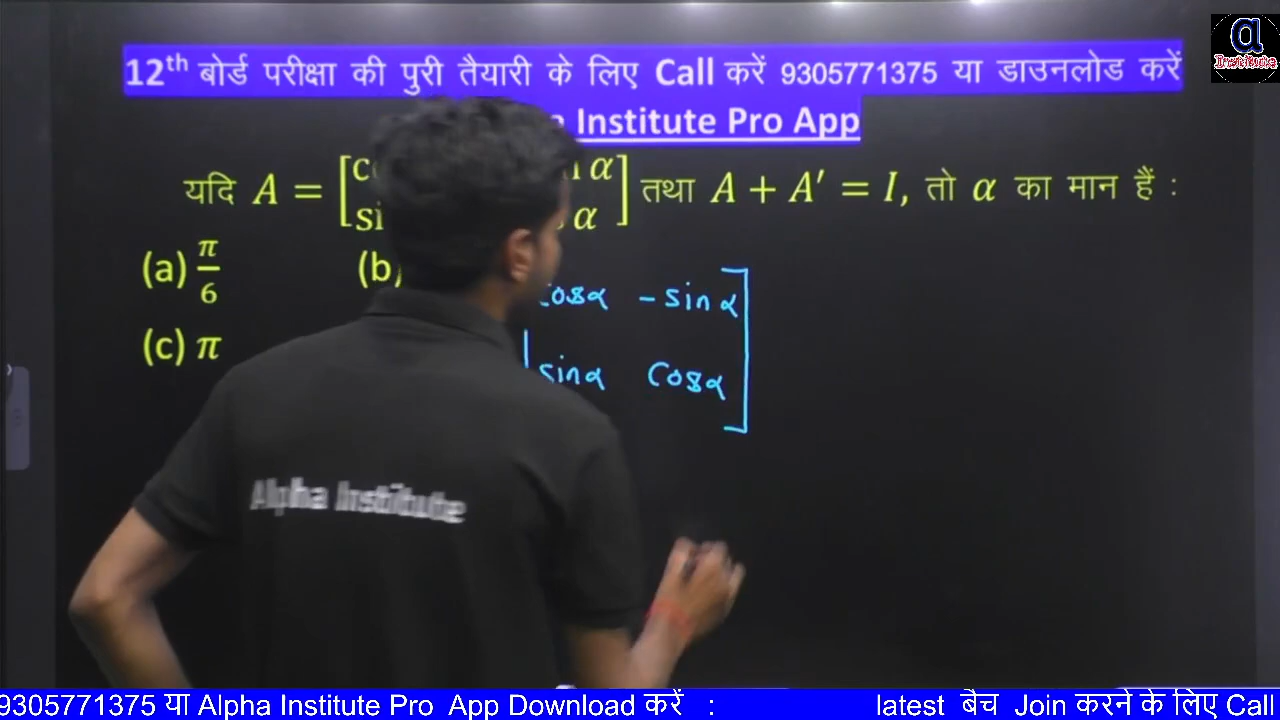 12th बोर्ड परीक्षा की पुरी तैयारी के लिए Call करें 9305771375 या डाउनलोड करें
Institute Pro App
α
Institute
यदि A = [ α ] तथा A + A′ = I, तो α का मान हैं :
α
(a) π/6 (b)
(c) π
cosα - sinα
sinα cosα
Alpha Institute
9305771375 या Alpha Institute Pro App Download करें : latest बैच Join करने के लिए Call